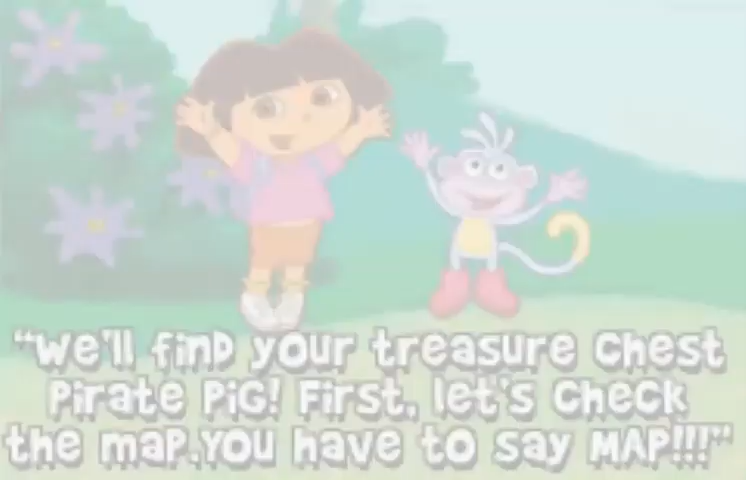 "We'll find your treasure chest
Pirate Pig! First, let's check
the map.You have to say MAP!!!"